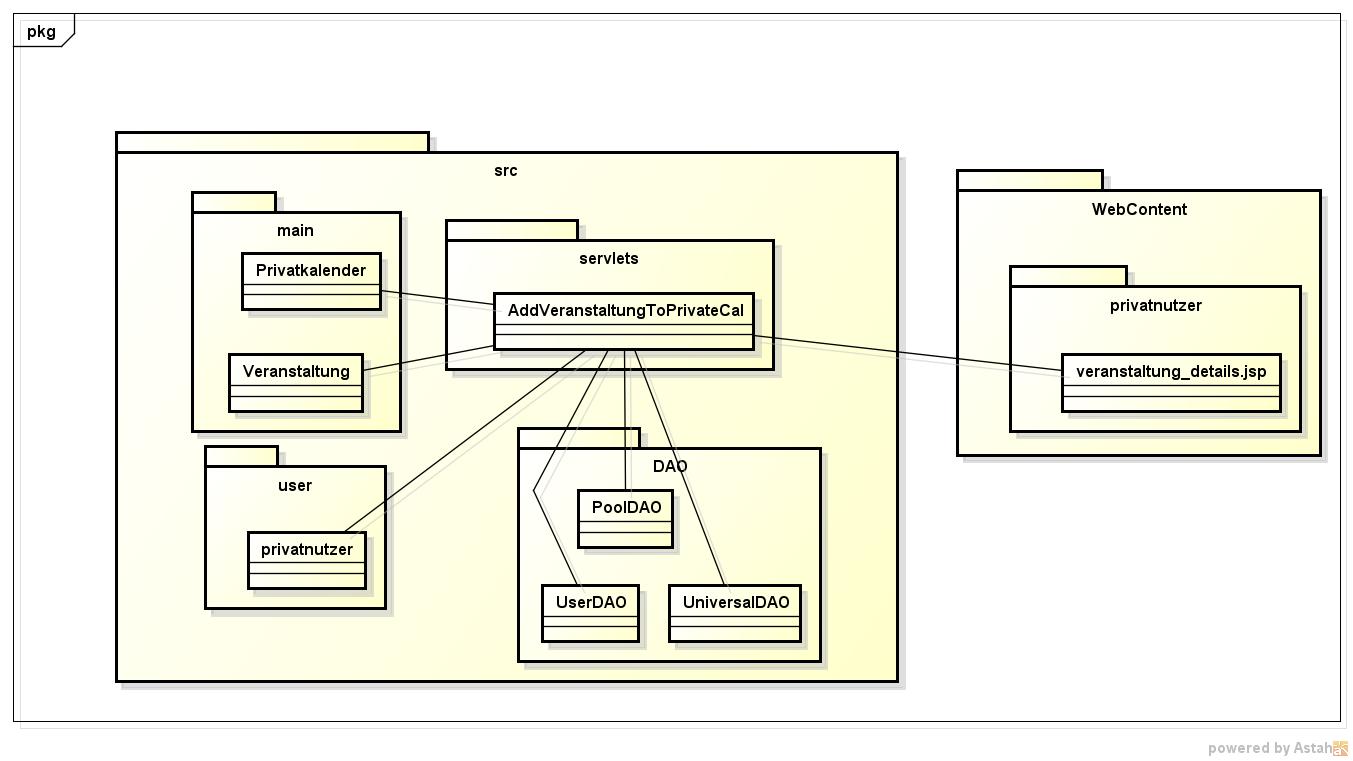 pkg
src
main
Privatkalender
Veranstaltung
servlets
AddVeranstaltungToPrivateCal
user
privatnutzer
DAO
PoolDAO
UserDAO
UniversalDAO
WebContent
privatnutzer
veranstaltung_details.jsp
powered by Astah